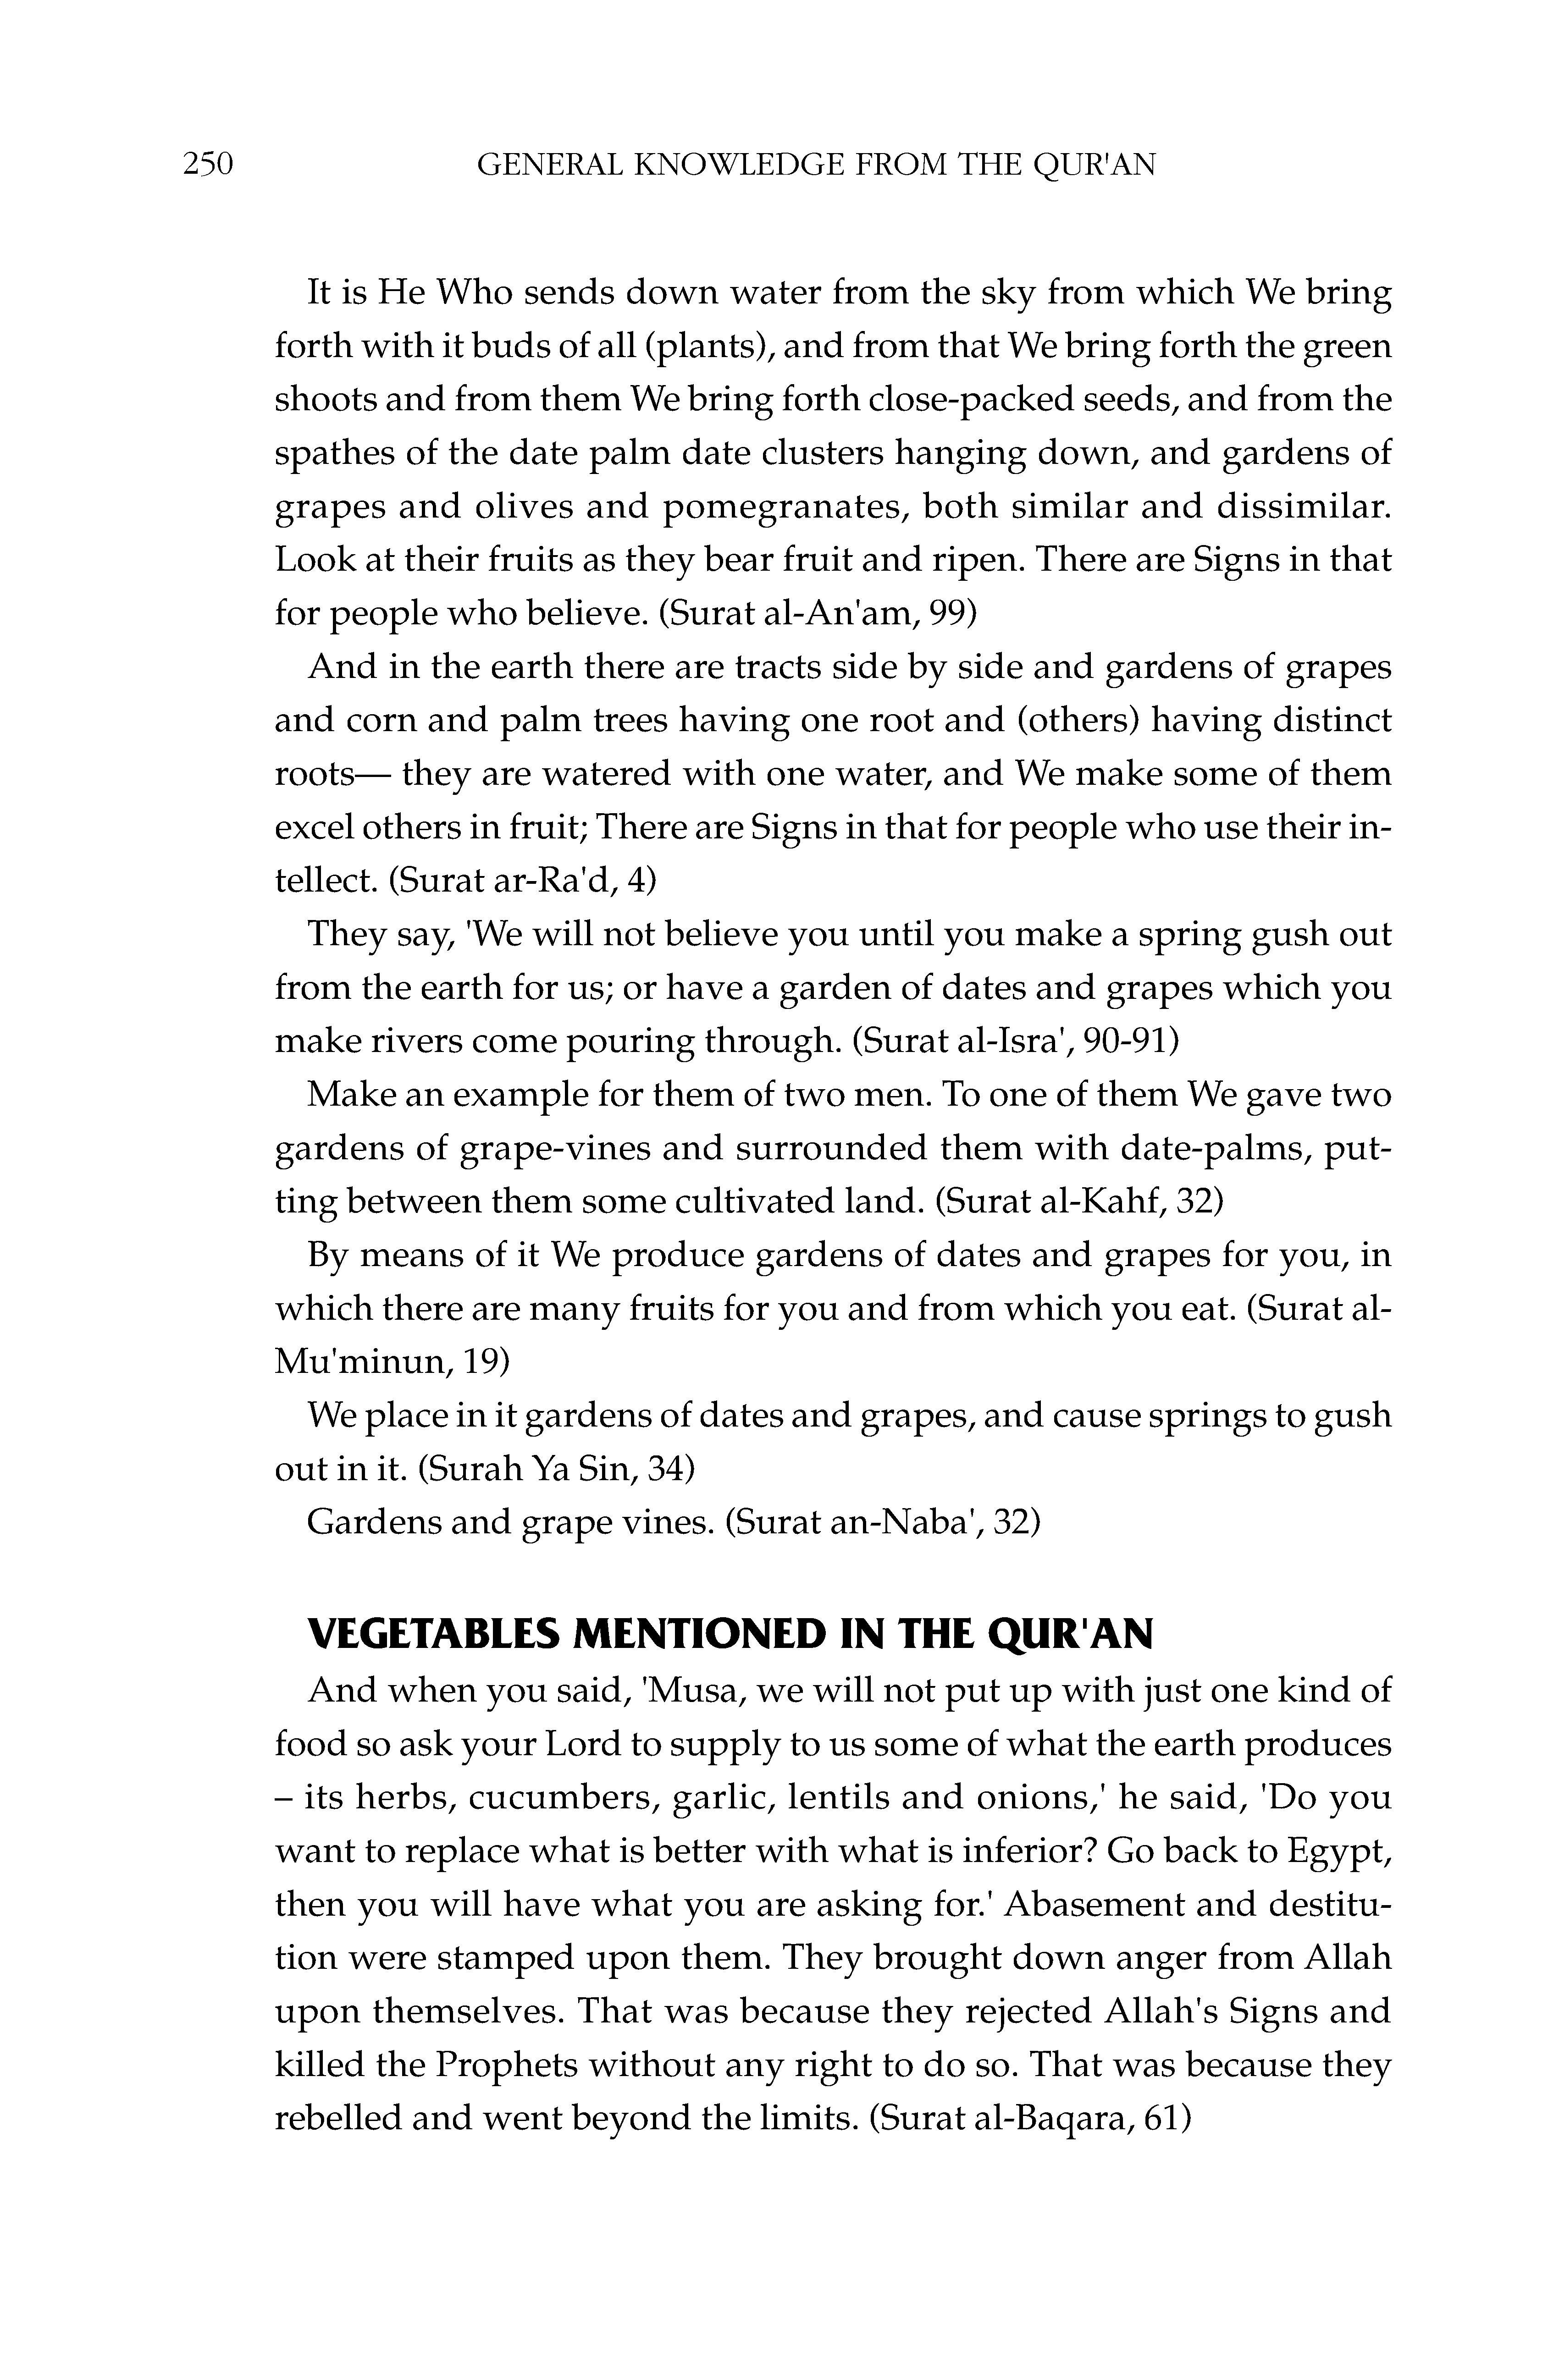 250 GENERAL KNOWLEDGE FROM THE QUR'AN
It is He Who sends down water from the sky from which We bring
forth with it buds of all (plants), and from that We bring forth the green
shoots and from them We bring forth close-packed seeds, and from the
spathes of the date palm date clusters hanging down, and gardens of
grapes and olives and pomegranates, both similar and dissimilar.
Look at their fruits as they bear fruit and ripen. There are Signs in that
for people who believe. (Surat al-An'am, 99)
And in the earth there are tracts side by side and gardens of grapes
and corn and palm trees having one root and (others) having distinct
roots— they are watered with one water, and We make some of them
excel others in fruit; There are Signs in that for people who use their in-
tellect. (Surat ar-Ra'd, 4)
They say, 'We will not believe you until you make a spring gush out
from the earth for us; or have a garden of dates and grapes which you
make rivers come pouring through. (Surat al-Isra', 90-91)
Make an example for them of two men. To one of them We gave two
gardens of grape-vines and surrounded them with date-palms, put-
ting between them some cultivated land. (Surat al-Kahf, 32)
By means of it We produce gardens of dates and grapes for you, in
which there are many fruits for you and from which you eat. (Surat al-
Mu'minun, 19)
We place in it gardens of dates and grapes, and cause springs to gush
out in it. (Surah Ya Sin, 34)
Gardens and grape vines. (Surat an-Naba', 32)
VEGETABLES MENTIONED IN THE QUR'AN
And when you said, 'Musa, we will not put up with just one kind of
food so ask your Lord to supply to us some of what the earth produces
– its herbs, cucumbers, garlic, lentils and onions,' he said, 'Do you
want to replace what is better with what is inferior? Go back to Egypt,
then you will have what you are asking for.' Abasement and destitu-
tion were stamped upon them. They brought down anger from Allah
upon themselves. That was because they rejected Allah's Signs and
killed the Prophets without any right to do so. That was because they
rebelled and went beyond the limits. (Surat al-Baqara, 61)